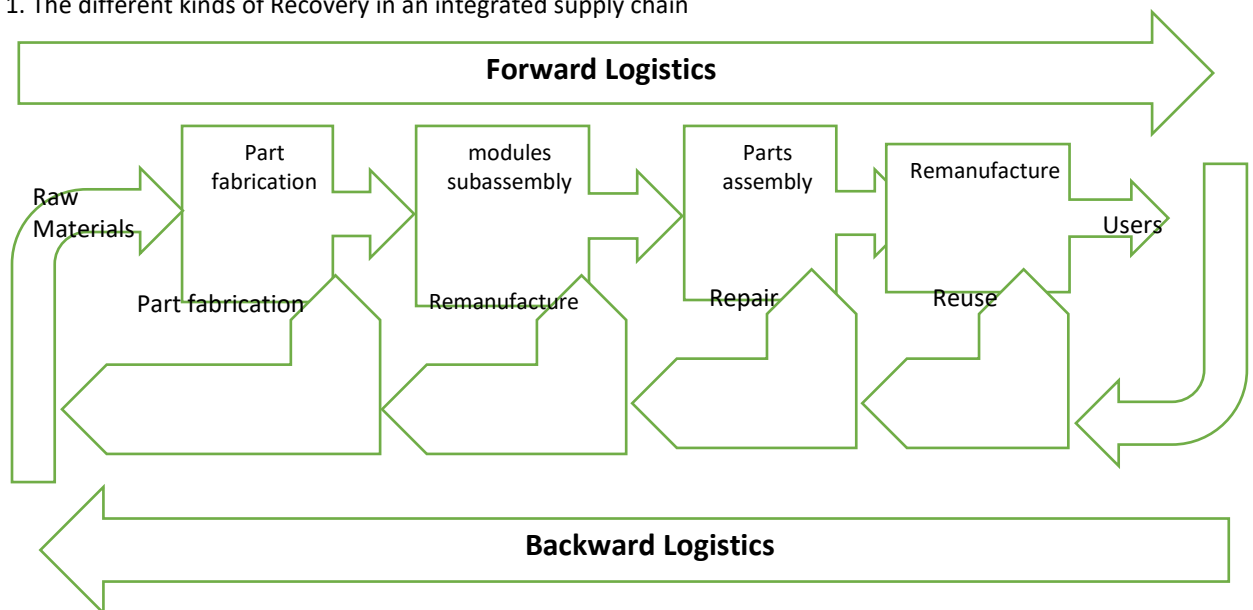 1. The different kinds of Recovery in an integrated supply chain
Forward Logistics
Raw
Materials
Part
fabrication
modules
subassembly
Parts
assembly
Remanufacture
Users
Part fabrication
Remanufacture
Repair
Reuse
Backward Logistics